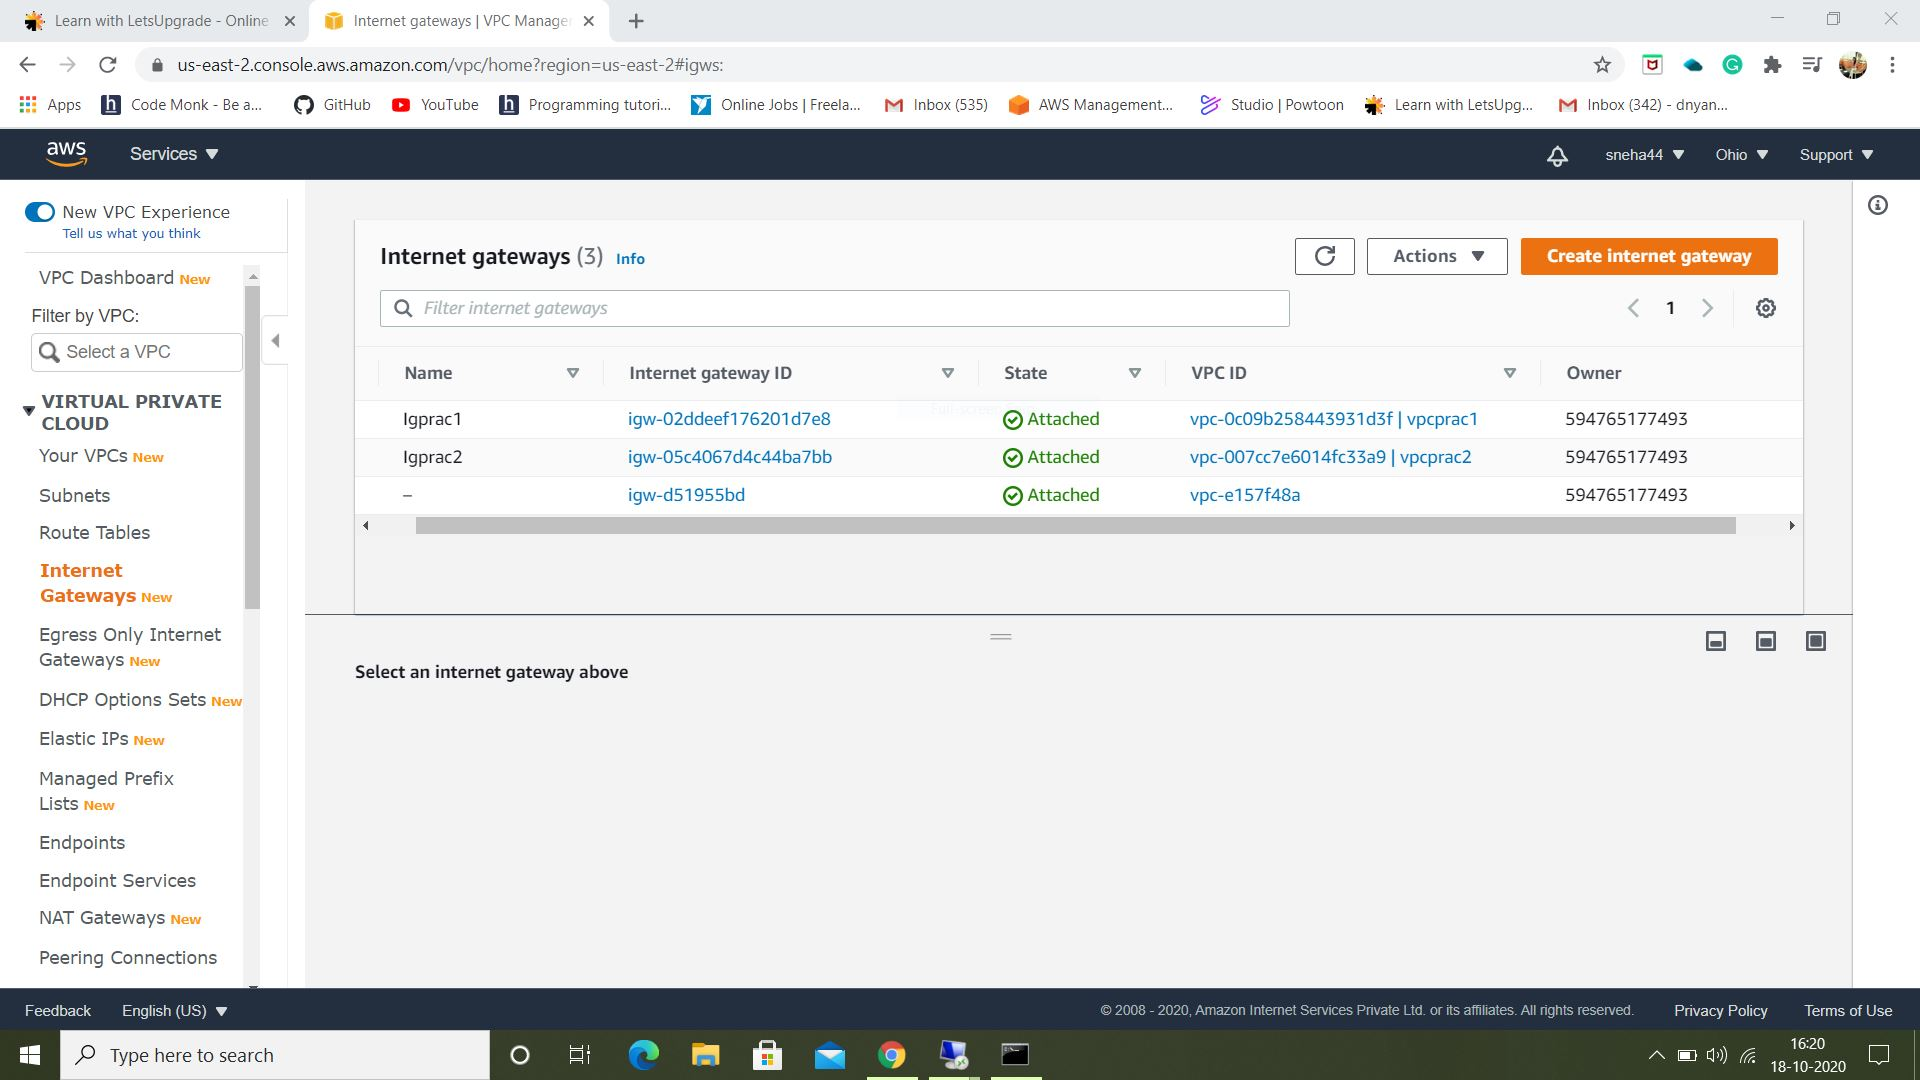 Learn with LetsUpgrade - Online
Internet gateways | VPC Manage
us-east-2.console.aws.amazon.com/vpc/home?region=us-east-2#igws:
Apps
Code Monk - Be a...
GitHub
YouTube
Programming tutori...
Online Jobs | Freela...
Inbox (535)
AWS Management...
Studio | Powtoon
Learn with LetsUpg...
Inbox (342) - dnyan...
aws
Services
sneha44
Ohio
Support
New VPC Experience
Tell us what you think
VPC Dashboard New
Filter by VPC:
Select a VPC
VIRTUAL PRIVATE
CLOUD
Your VPCs New
Subnets
Route Tables
Internet
Gateways New
Egress Only Internet
Gateways New
DHCP Options Sets New
Elastic IPs New
Managed Prefix
Lists New
Endpoints
Endpoint Services
NAT Gateways New
Peering Connections
Internet gateways (3) Info
Actions
Create internet gateway
Filter internet gateways
1
Name Internet gateway ID State VPC ID Owner
Igprac1 igw-02ddeef176201d7e8 Attached vpc-0c09b258443931d3f | vpcprac1 594765177493
Igprac2 igw-05c4067d4c44ba7bb Attached vpc-007cc7e6014fc33a9 | vpcprac2 594765177493
– igw-d51955bd Attached vpc-e157f48a 594765177493
Select an internet gateway above
Feedback
English (US)
© 2008 - 2020, Amazon Internet Services Private Ltd. or its affiliates. All rights reserved.
Privacy Policy
Terms of Use
Type here to search
16:20
18-10-2020